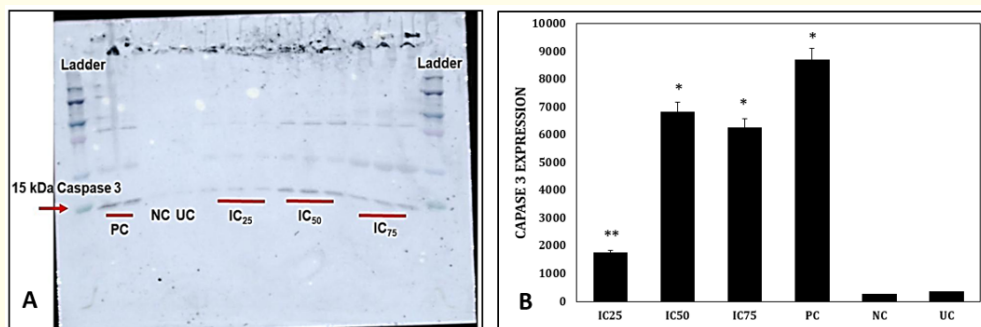 Ladder
Ladder
15 kDa Caspase 3
PC
NC UC
IC25
IC50
IC75
A
CAPASE 3 EXPRESSION
10000
9000
8000
7000
6000
5000
4000
3000
2000
1000
0
**
*
*
*
IC25 IC50 IC75 PC NC UC
B